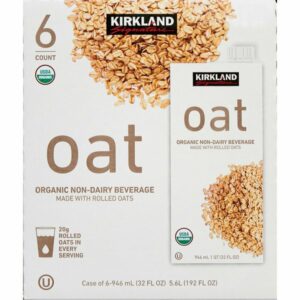 6
COUNT
KIRKLAND
Signature
USDA
ORGANIC
oat
ORGANIC NON-DAIRY BEVERAGE
MADE WITH ROLLED OATS
20g
ROLLED
OATS IN
EVERY
SERVING
U
Case of 6-946 mL (32 FL OZ) 5.6L (192 FL OZ)
KIRKLAND
Signature
oat
ORGANIC NON-DAIRY BEVERAGE
MADE WITH ROLLED OATS
USDA
ORGANIC
946 mL 1 QT (32 FL OZ)
U